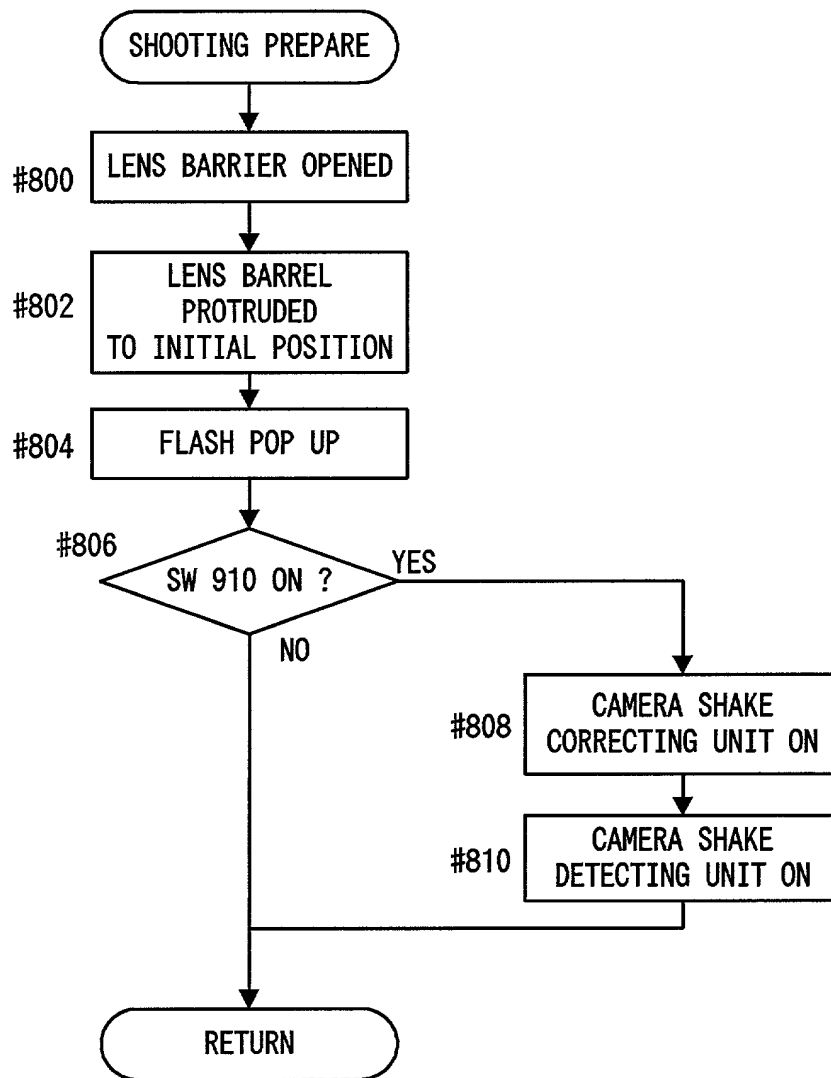 SHOOTING PREPARE
#800
LENS BARRIER OPENED
#802
LENS BARREL
PROTRUDED
TO INITIAL POSITION
#804
FLASH POP UP
#806
SW 910 ON ?
YES
NO
#808
CAMERA SHAKE
CORRECTING UNIT ON
#810
CAMERA SHAKE
DETECTING UNIT ON
RETURN